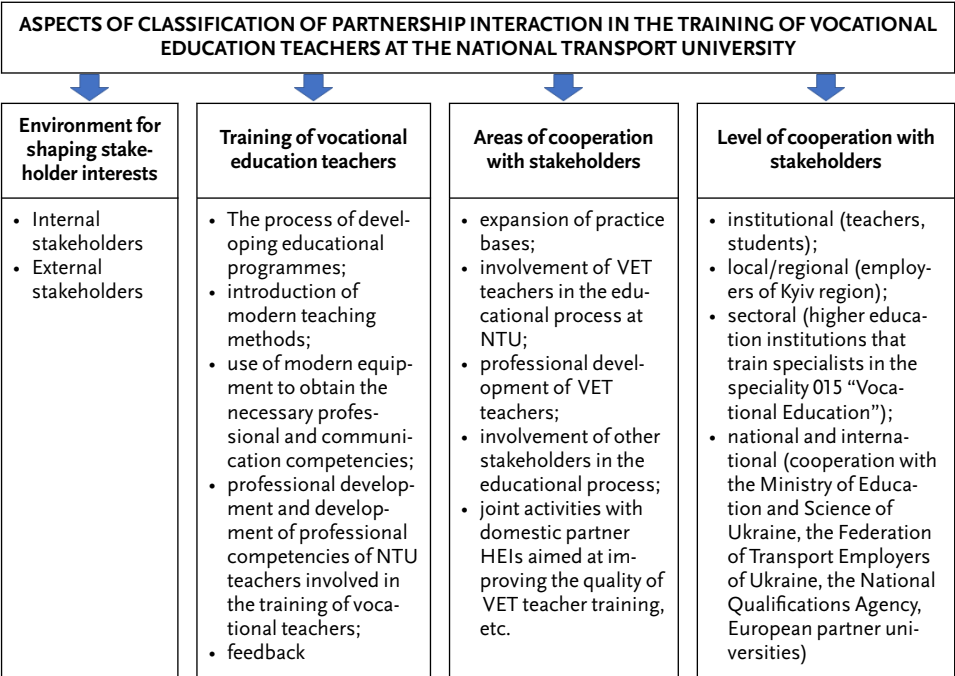 ASPECTS OF CLASSIFICATION OF PARTNERSHIP INTERACTION IN THE TRAINING OF VOCATIONAL
EDUCATION TEACHERS AT THE NATIONAL TRANSPORT UNIVERSITY
Environment for
shaping stake-
holder interests
• Internal
stakeholders
• External
stakeholders
Training of vocational
education teachers
• The process of devel-
oping educational
programmes;
• introduction of
modern teaching
methods;
• use of modern equip-
ment to obtain the
necessary profes-
sional and communi-
cation competencies;
• professional develop-
ment and develop-
ment of professional
competencies of NTU
teachers involved in
the training of voca-
tional teachers;
• feedback
Areas of cooperation
with stakeholders
• expansion of practice
bases;
• involvement of VET
teachers in the edu-
cational process at
NTU;
• professional devel-
opment of VET
teachers;
• involvement of other
stakeholders in the
educational process;
• joint activities with
domestic partner
HEIs aimed at im-
proving the quality of
VET teacher training,
etc.
Level of cooperation with
stakeholders
• institutional (teachers,
students);
• local/regional (employ-
ers of Kyiv region);
• sectoral (higher educa-
tion institutions that
train specialists in the
speciality 015 “Voca-
tional Education”);
• national and interna-
tional (cooperation with
the Ministry of Educa-
tion and Science of
Ukraine, the Federation
of Transport Employers
of Ukraine, the National
Qualifications Agency,
European partner uni-
versities)